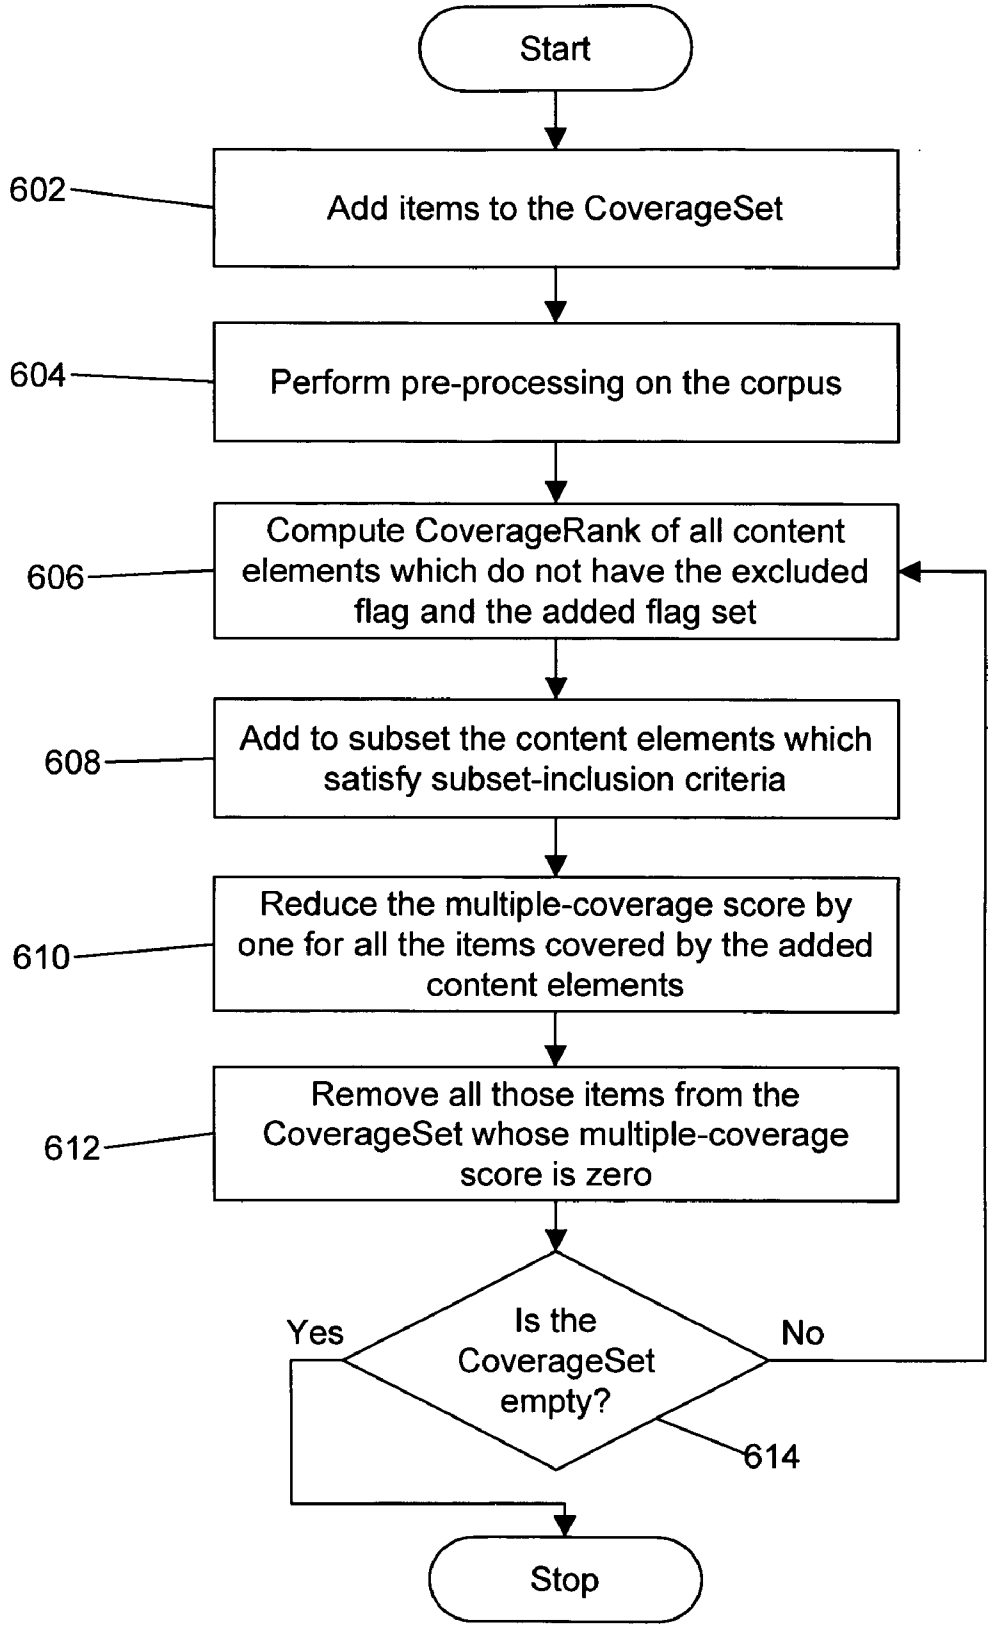 Start
602
Add items to the CoverageSet
604
Perform pre-processing on the corpus
606
Compute CoverageRank of all content
elements which do not have the excluded
flag and the added flag set
608
Add to subset the content elements which
satisfy subset-inclusion criteria
610
Reduce the multiple-coverage score by
one for all the items covered by the added
content elements
612
Remove all those items from the
CoverageSet whose multiple-coverage
score is zero
Yes
Is the
CoverageSet
empty?
No
614
Stop